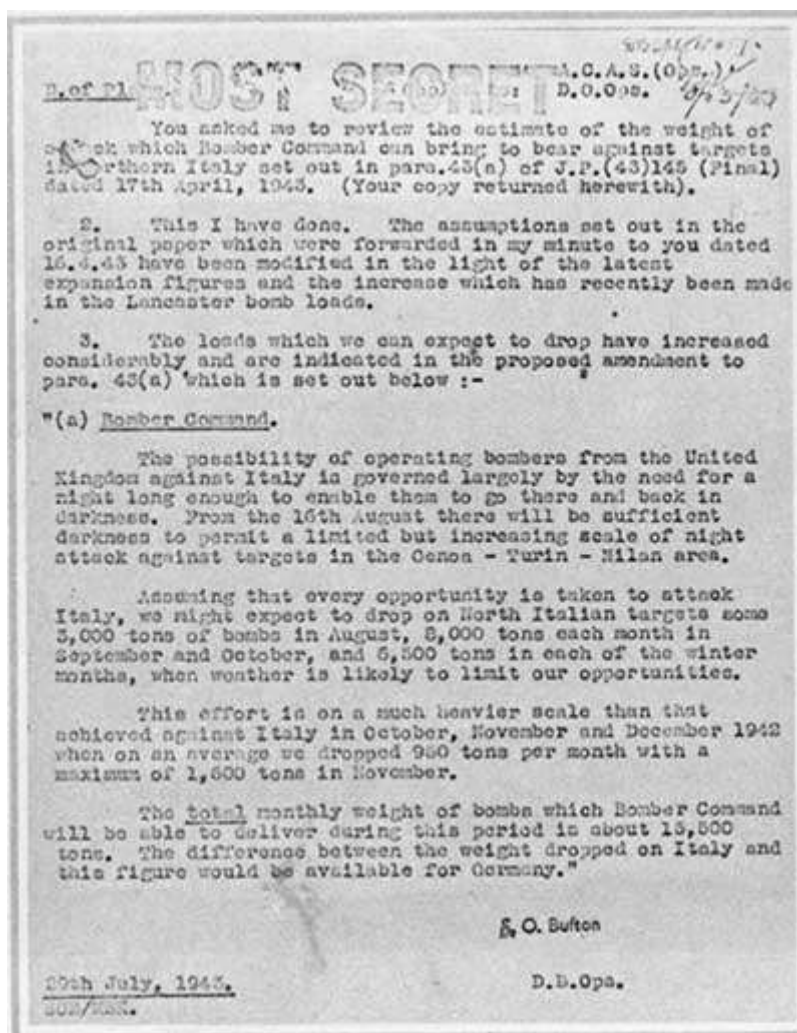 MOST SECRET
A.C.A.S.(Ops.)
D.of Plans. D.O.Ops.
You asked me to review the estimate of the weight of
attack which Bomber Command can bring to bear against targets
in Northern Italy set out in para.43(a) of J.P.(43)145 (Final)
dated 17th April, 1943. (Your copy returned herewith).
2. This I have done. The assumptions set out in the
original paper which were forwarded in my minute to you dated
16.4.43 have been modified in the light of the latest
expansion figures and the increase which has recently been made
in the Lancaster bomb loads.
3. The loads which we can expect to drop have increased
considerably and are indicated in the proposed amendment to
para. 43(a) which is set out below :-
"(a) Bomber Command.
The possibility of operating bombers from the United
Kingdom against Italy is governed largely by the need for a
night long enough to enable them to go there and back in
darkness. From the 16th August there will be sufficient
darkness to permit a limited but increasing scale of night
attack against targets in the Genoa - Turin - Milan area.
Assuming that every opportunity is taken to attack
Italy, we might expect to drop on North Italian targets some
3,000 tons of bombs in August, 8,000 tons each month in
September and October, and 6,500 tons in each of the winter
months, when weather is likely to limit our opportunities.
This effort is on a much heavier scale than that
achieved against Italy in October, November and December 1942
when on an average we dropped 950 tons per month with a
maximum of 1,600 tons in November.
The total monthly weight of bombs which Bomber Command
will be able to deliver during this period is about 15,500
tons. The difference between the weight dropped on Italy and
this figure would be available for Germany."
S. O. Bufton
29th July, 1943. D.B.Ops.